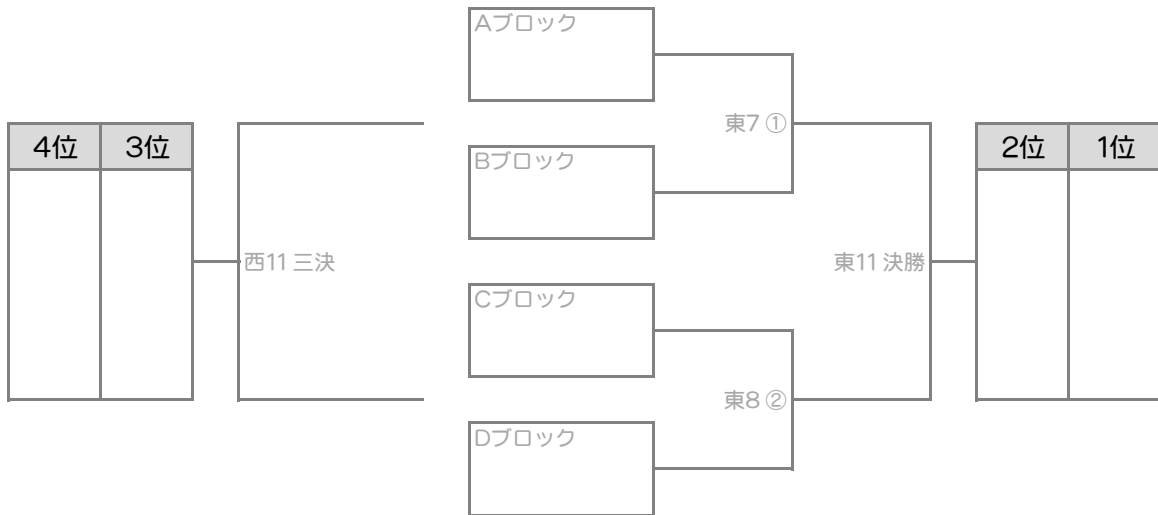 Aブロック
東7 ①
4位 3位
2位 1位
Bブロック
西11 三決
東11 決勝
Cブロック
東8 ②
Dブロック